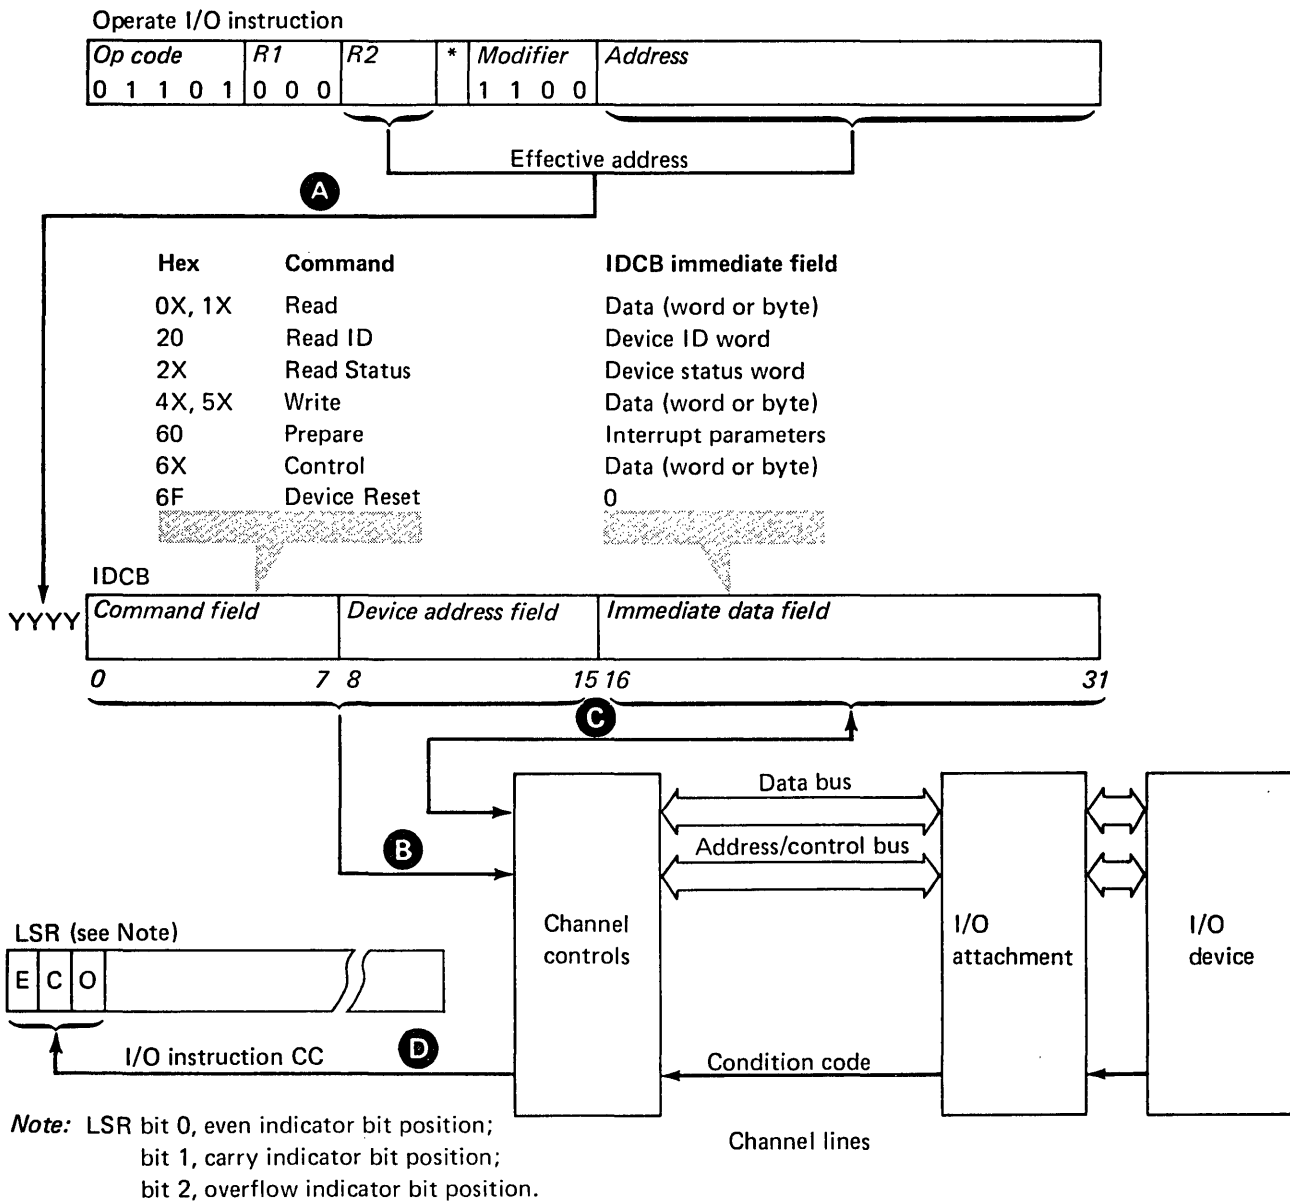 Operate I/O instruction
Op code R1 R2 * Modifier Address
0 1 1 0 1 0 0 0 1 1 0 0
Effective address
A
Hex Command IDCB immediate field
0X, 1X Read Data (word or byte)
20 Read ID Device ID word
2X Read Status Device status word
4X, 5X Write Data (word or byte)
60 Prepare Interrupt parameters
6X Control Data (word or byte)
6F Device Reset 0
IDCB
YYYY Command field Device address field Immediate data field
0 7 8 15 16 31
C
Data bus
B
Address/control bus
LSR (see Note)
E C O
Channel controls
I/O attachment
I/O device
I/O instruction CC
D
Condition code
Note: LSR bit 0, even indicator bit position;
bit 1, carry indicator bit position;
bit 2, overflow indicator bit position.
Channel lines